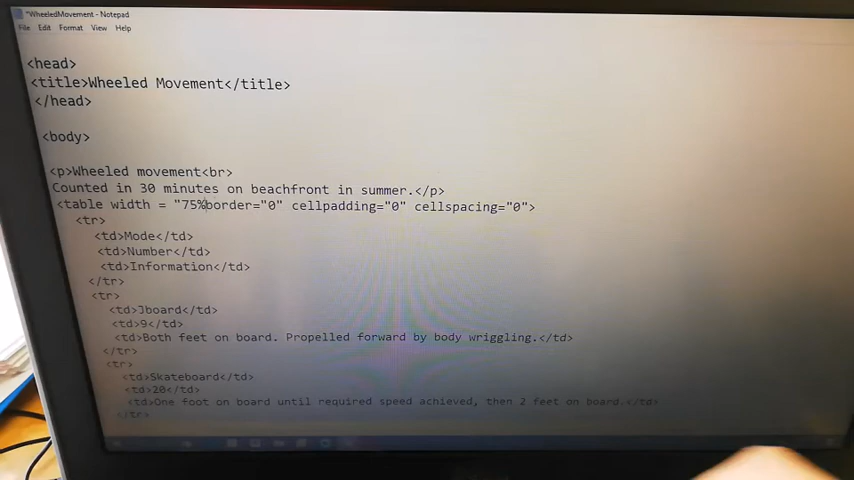 *WheeledMovement - Notepad
File Edit Format View Help
<head>
<title>Wheeled Movement</title>
</head>
<body>
<p>Wheeled movement<br>
Counted in 30 minutes on beachfront in summer.</p>
<table width = "75%border="0" cellpadding="0" cellspacing="0">
<tr>
<td>Mode</td>
<td>Number</td>
<td>Information</td>
</tr>
<tr>
<td>Jboard</td>
<td>9</td>
<td>Both feet on board. Propelled forward by body wriggling.</td>
</tr>
<tr>
<td>Skateboard</td>
<td>20</td>
<td>One foot on board until required speed achieved, then 2 feet on board.</td>
</tr>